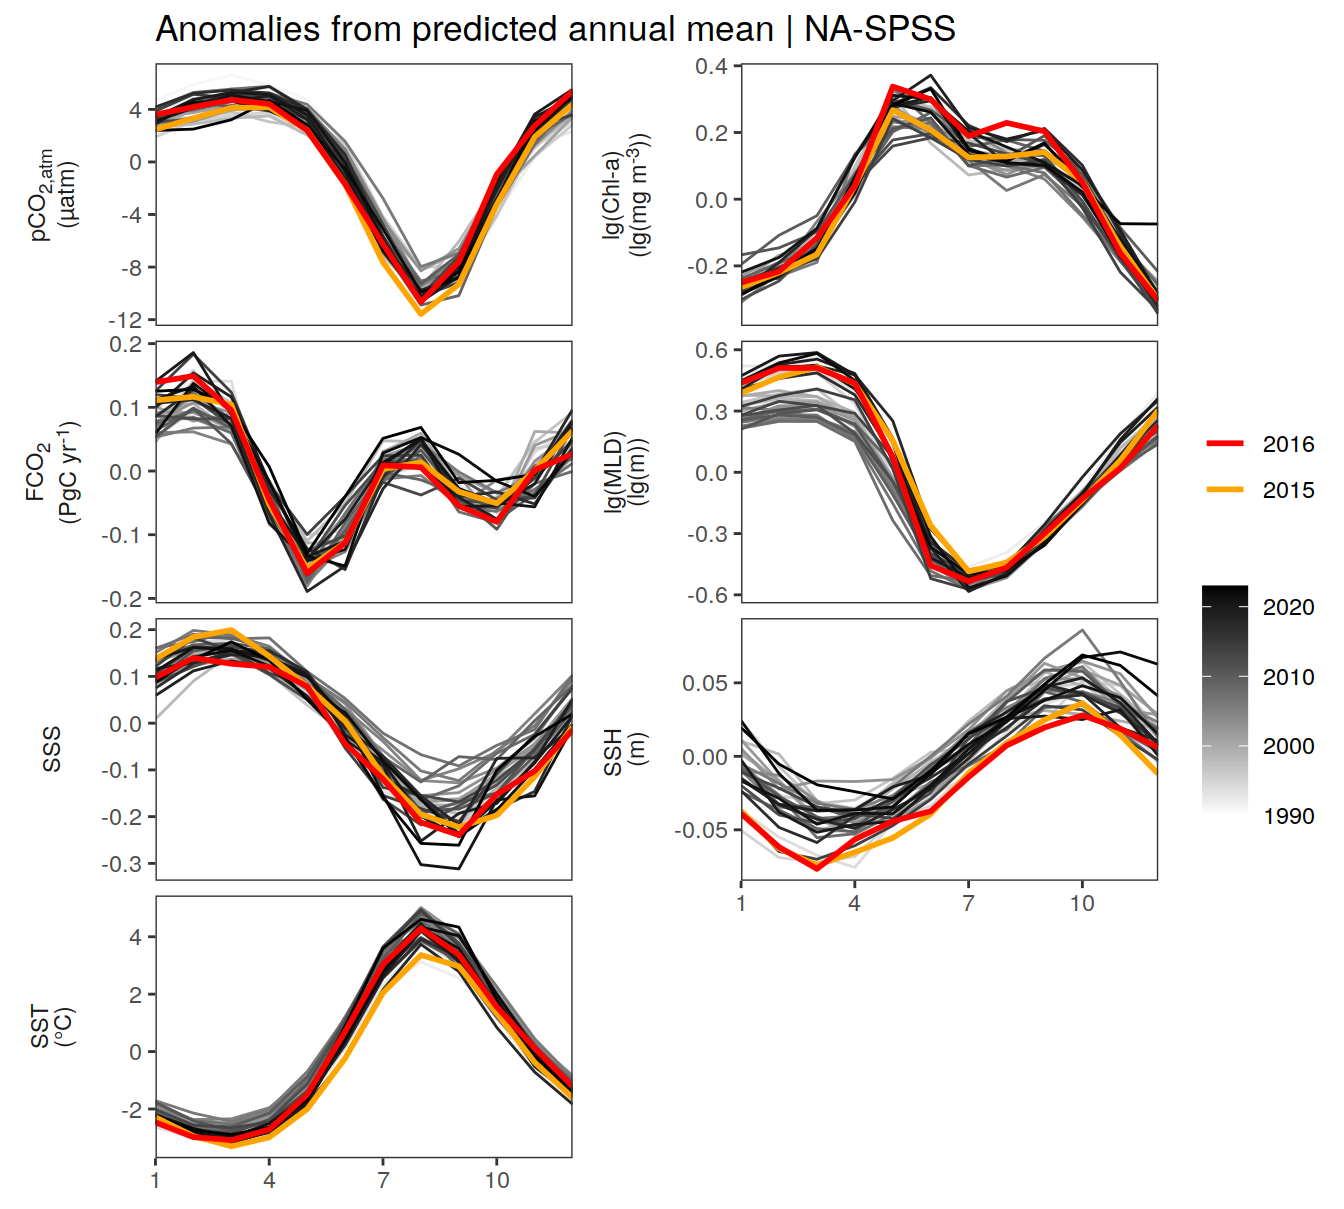 Anomalies from predicted annual mean | NA-SPSS
pCO2,atm
(µatm)
4
0
-4
-8
-12
lg(Chl-a)
(lg(mg m-3))
0.4
0.2
0.0
-0.2
FCO2
(PgC yr-1)
0.2
0.1
0.0
-0.1
-0.2
lg(MLD)
(lg(m))
0.6
0.3
0.0
-0.3
-0.6
SSS
0.2
0.1
0.0
-0.1
-0.2
-0.3
SSH
(m)
0.05
0.00
-0.05
1 4 7 10
SST
(°C)
4
2
0
-2
1 4 7 10
2016
2015
2020
2010
2000
1990